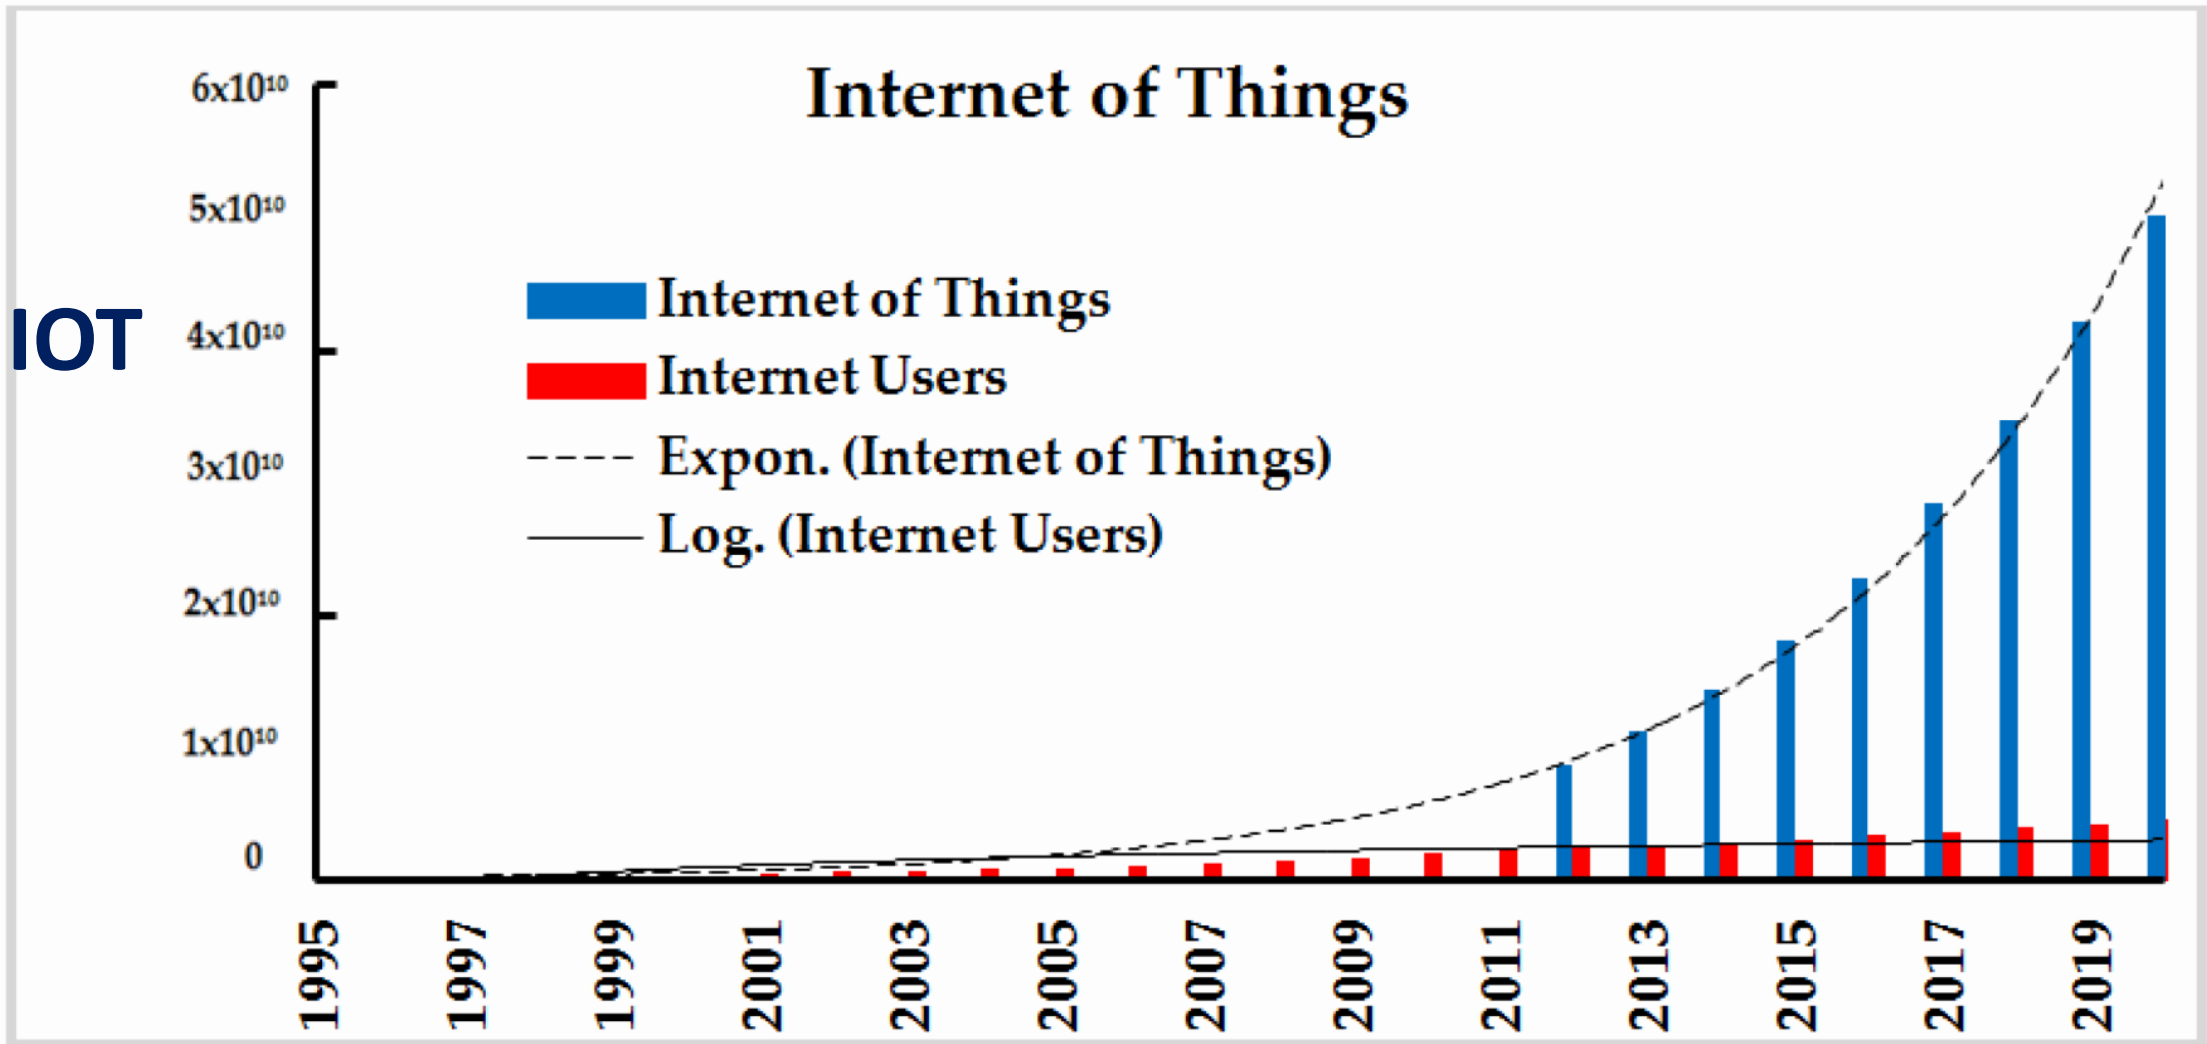 Internet of Things
6x10¹⁰
5x10¹⁰
IOT
4x10¹⁰
3x10¹⁰
2x10¹⁰
1x10¹⁰
0
Internet of Things
Internet Users
Expon. (Internet of Things)
Log. (Internet Users)
1995 1997 1999 2001 2003 2005 2007 2009 2011 2013 2015 2017 2019